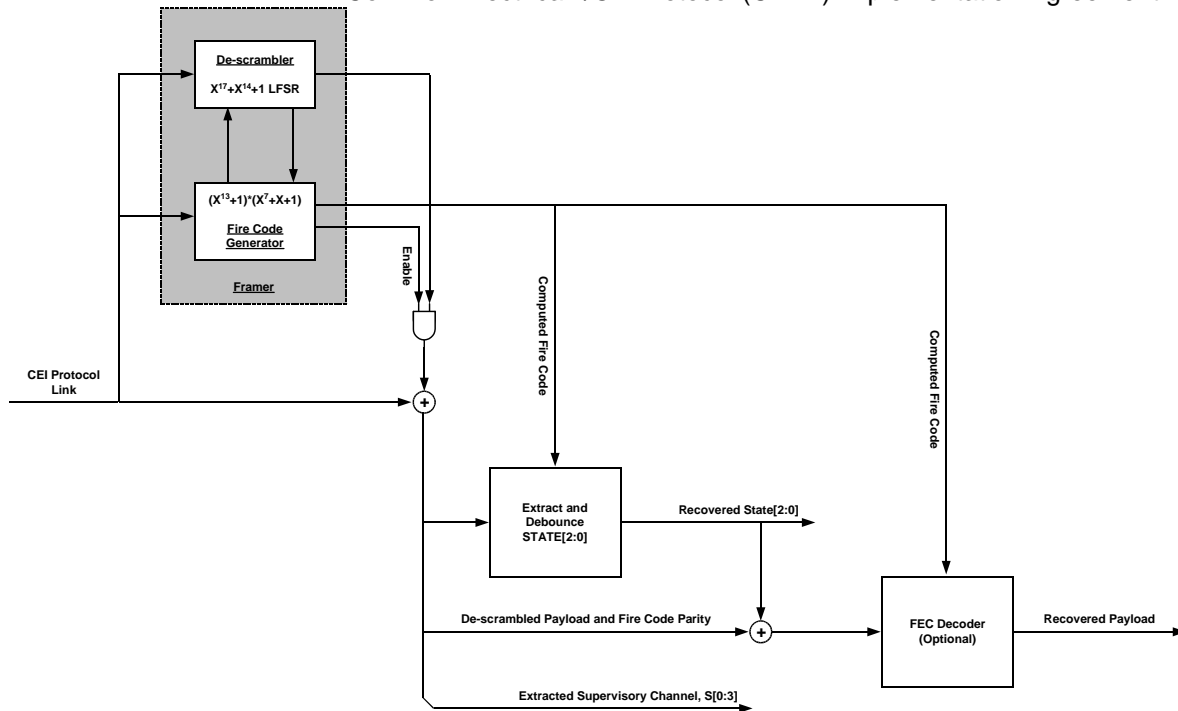 De-scrambler
X17+X14+1 LFSR
(X13+1)*(X7+X+1)
Fire Code
Generator
Framer
Enable
Computed Fire Code
Computed Fire Code
CEI Protocol
Link
+
Extract and
Debounce
STATE[2:0]
Recovered State[2:0]
De-scrambled Payload and Fire Code Parity
+
FEC Decoder
(Optional)
Recovered Payload
Extracted Supervisory Channel, S[0:3]